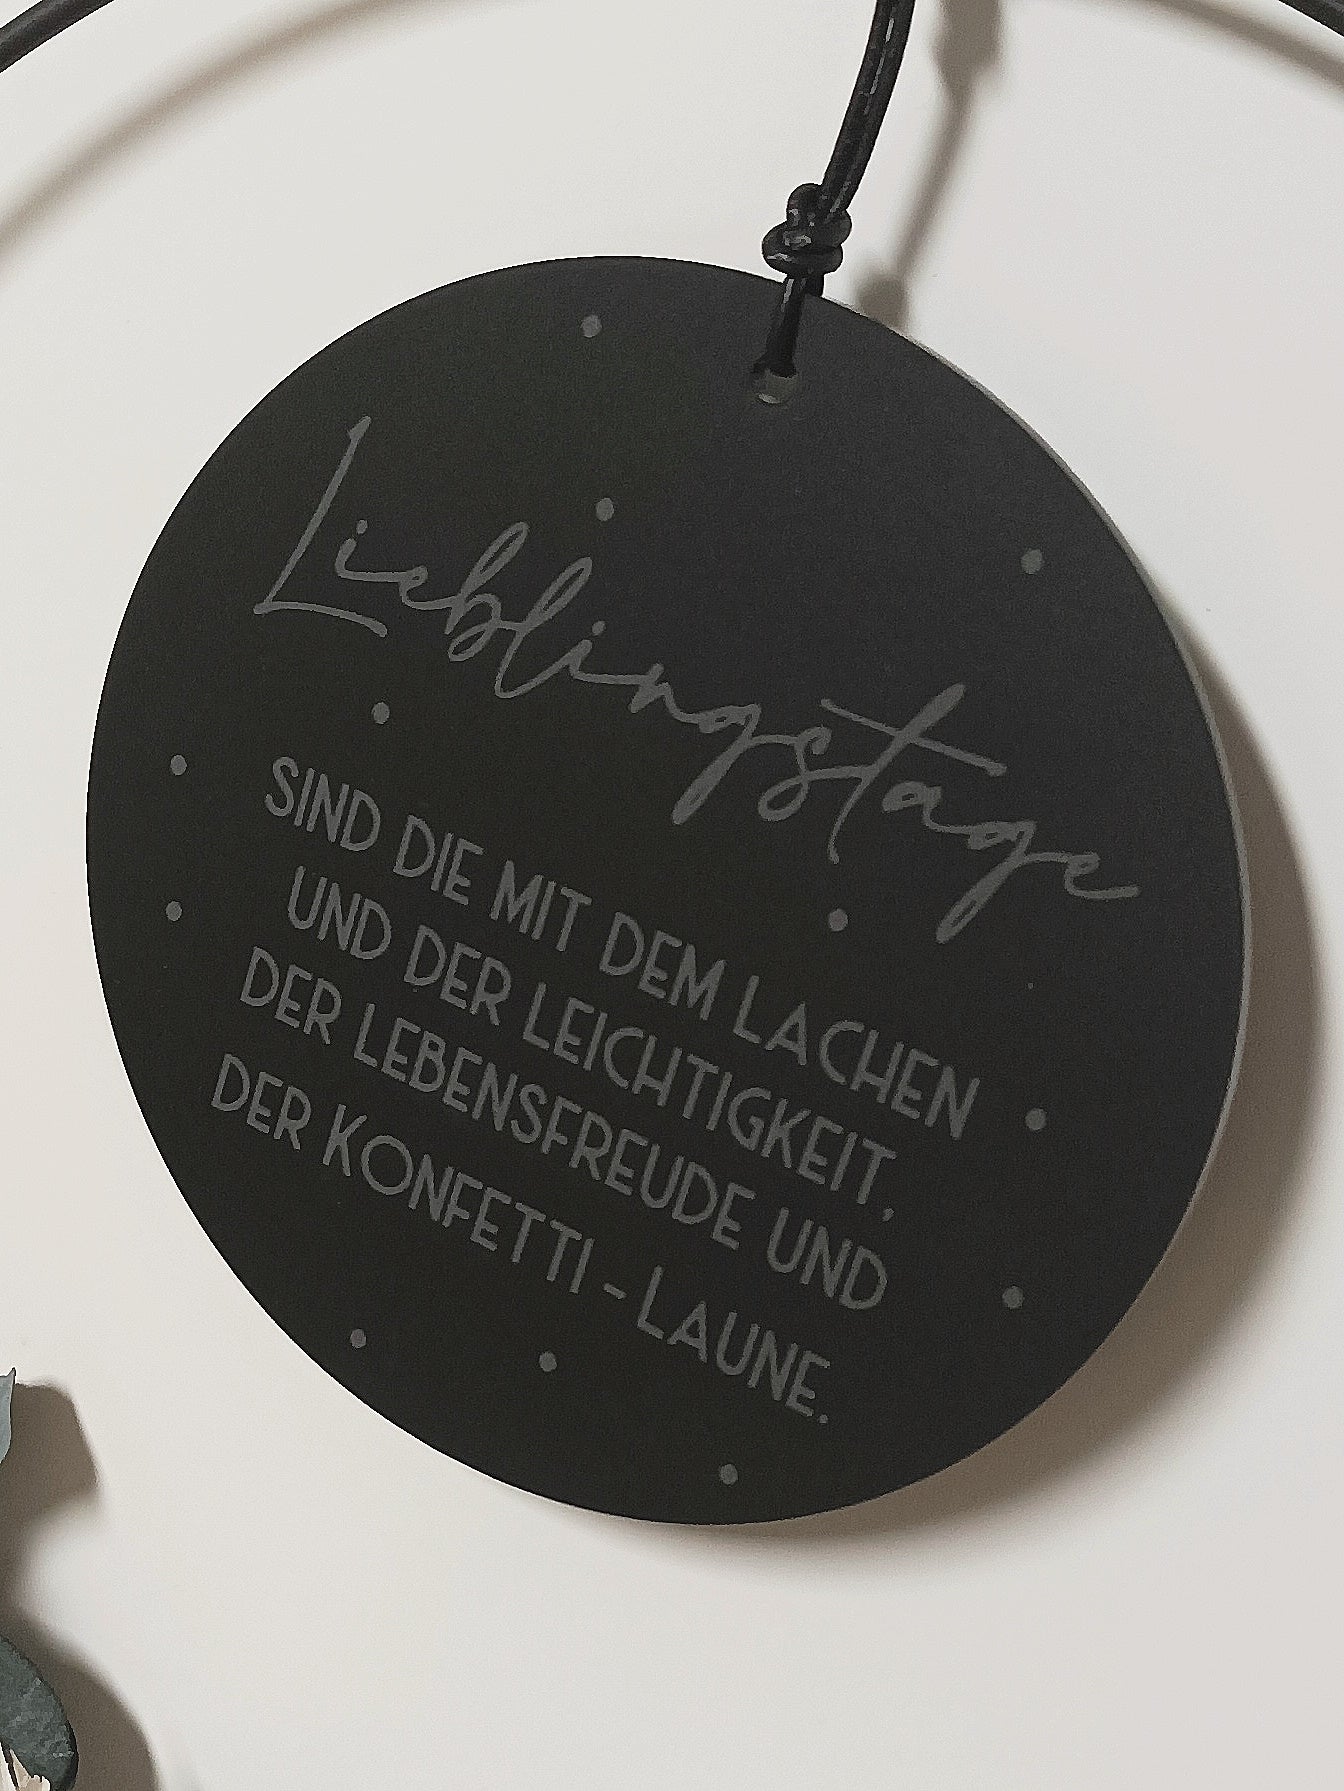 Lieblingstage
SIND DIE MIT DEM LACHEN
UND DER LEICHTIGKEIT,
DER LEBENSFREUDE UND
DER KONFETTI - LAUNE.